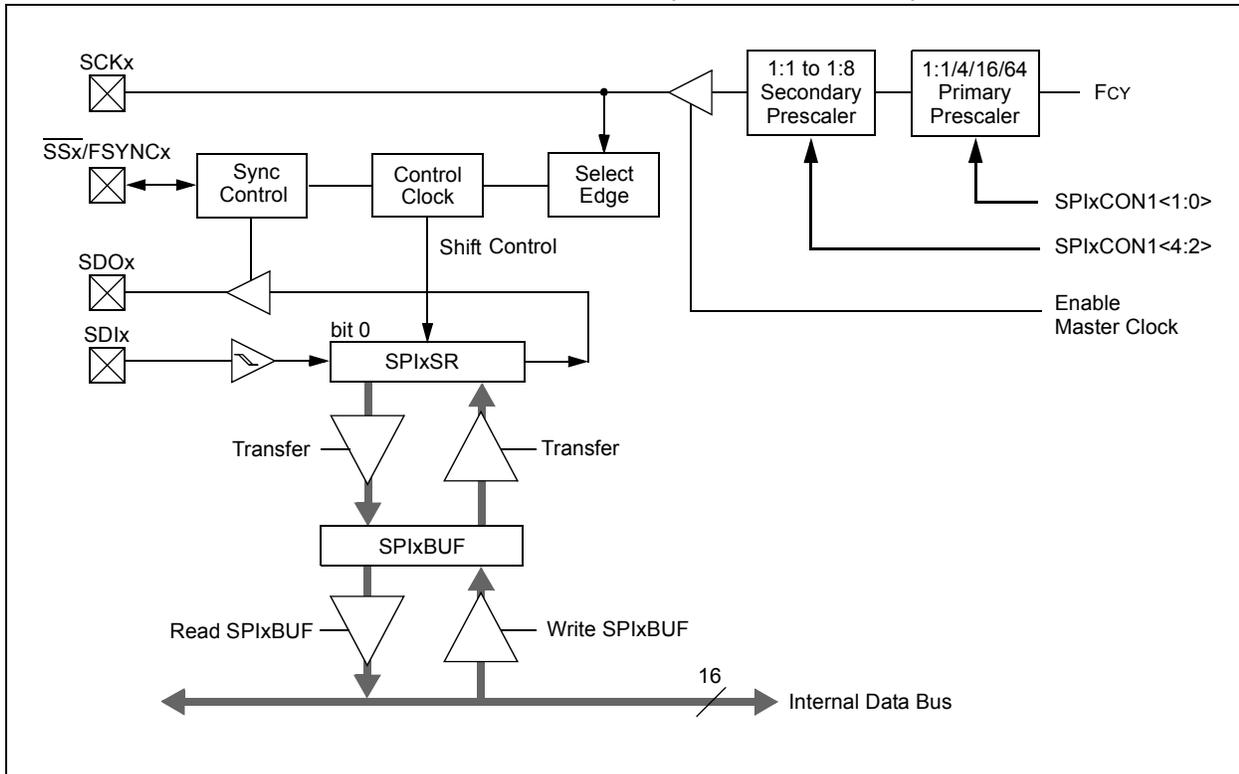 SCKx
1:1 to 1:8
Secondary
Prescaler
1:1/4/16/64
Primary
Prescaler
FCY
SSx/FSYNCx
Sync
Control
Control
Clock
Select
Edge
SPIxCON1<1:0>
Shift Control
SPIxCON1<4:2>
SDOx
Enable
Master Clock
SDIx
bit 0
SPIxSR
Transfer
Transfer
SPIxBUF
Read SPIxBUF
Write SPIxBUF
16
Internal Data Bus